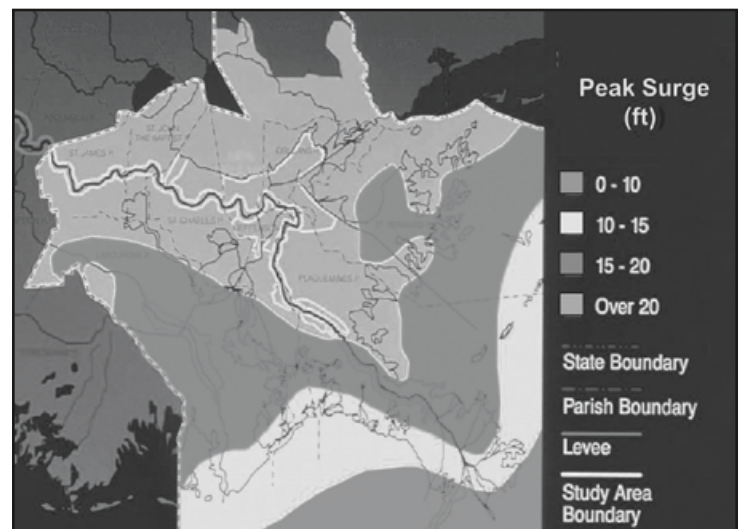 Peak Surge
(ft)
0 - 10
10 - 15
15 - 20
Over 20
State Boundary
Parish Boundary
Levee
Study Area
Boundary
ST. JOHN
THE BAPTIST P.
ST. JAMES P.
ORLEANS
ST. CHARLES P.
PLAQUEMINES P.